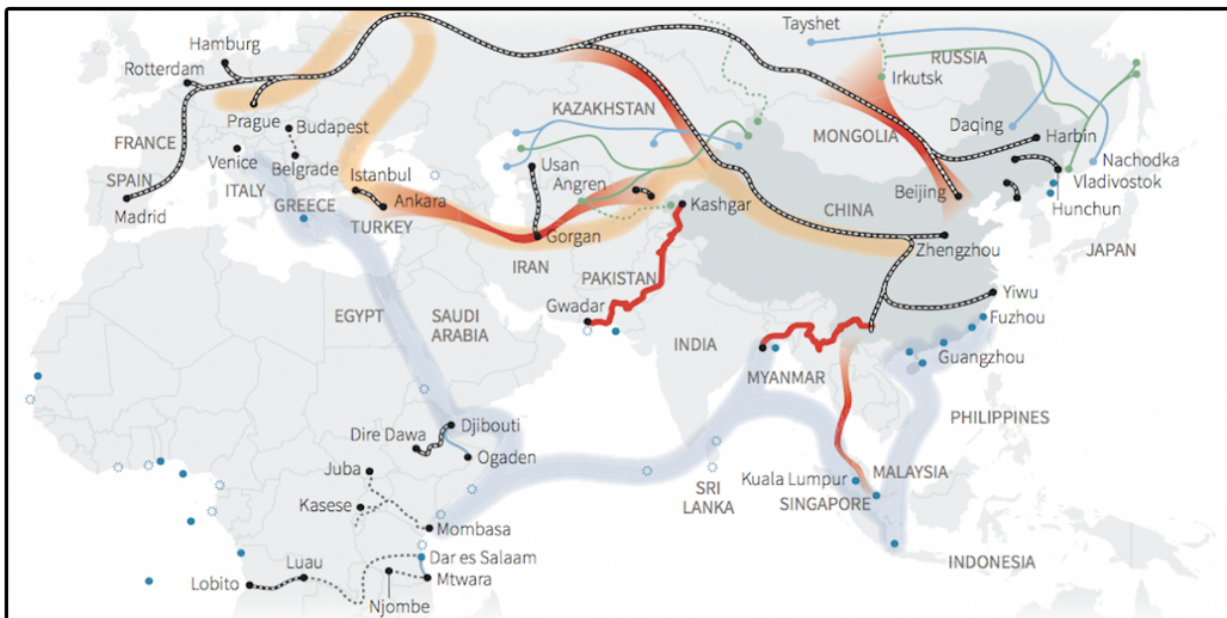 Tayshet
Hamburg
RUSSIA
Rotterdam
Irkutsk
KAZAKHSTAN
Prague
Budapest
MONGOLIA
Daqing
Harbin
FRANCE
Venice
Belgrade
Usan
Nachodka
SPAIN
ITALY
Istanbul
Angren
Vladivostok
Madrid
GREECE
Ankara
Kashgar
Beijing
Hunchun
TURKEY
CHINA
Gorgan
Zhengzhou
JAPAN
IRAN
PAKISTAN
Gwadar
Yiwu
EGYPT
SAUDI
ARABIA
Fuzhou
INDIA
Guangzhou
MYANMAR
PHILIPPINES
Djibouti
Dire Dawa
Ogaden
Juba
Kuala Lumpur
MALAYSIA
SRI
LANKA
SINGAPORE
Kasese
Mombasa
Dar es Salaam
INDONESIA
Luau
Lobito
Mtwara
Njombe